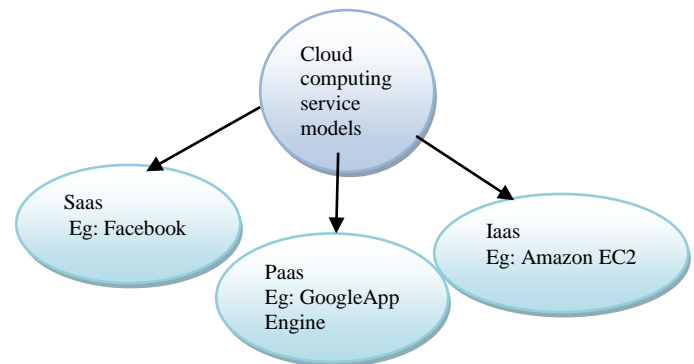 Cloud
computing
service
models
Saas
Eg: Facebook
Paas
Eg: GoogleApp
Engine
Iaas
Eg: Amazon EC2